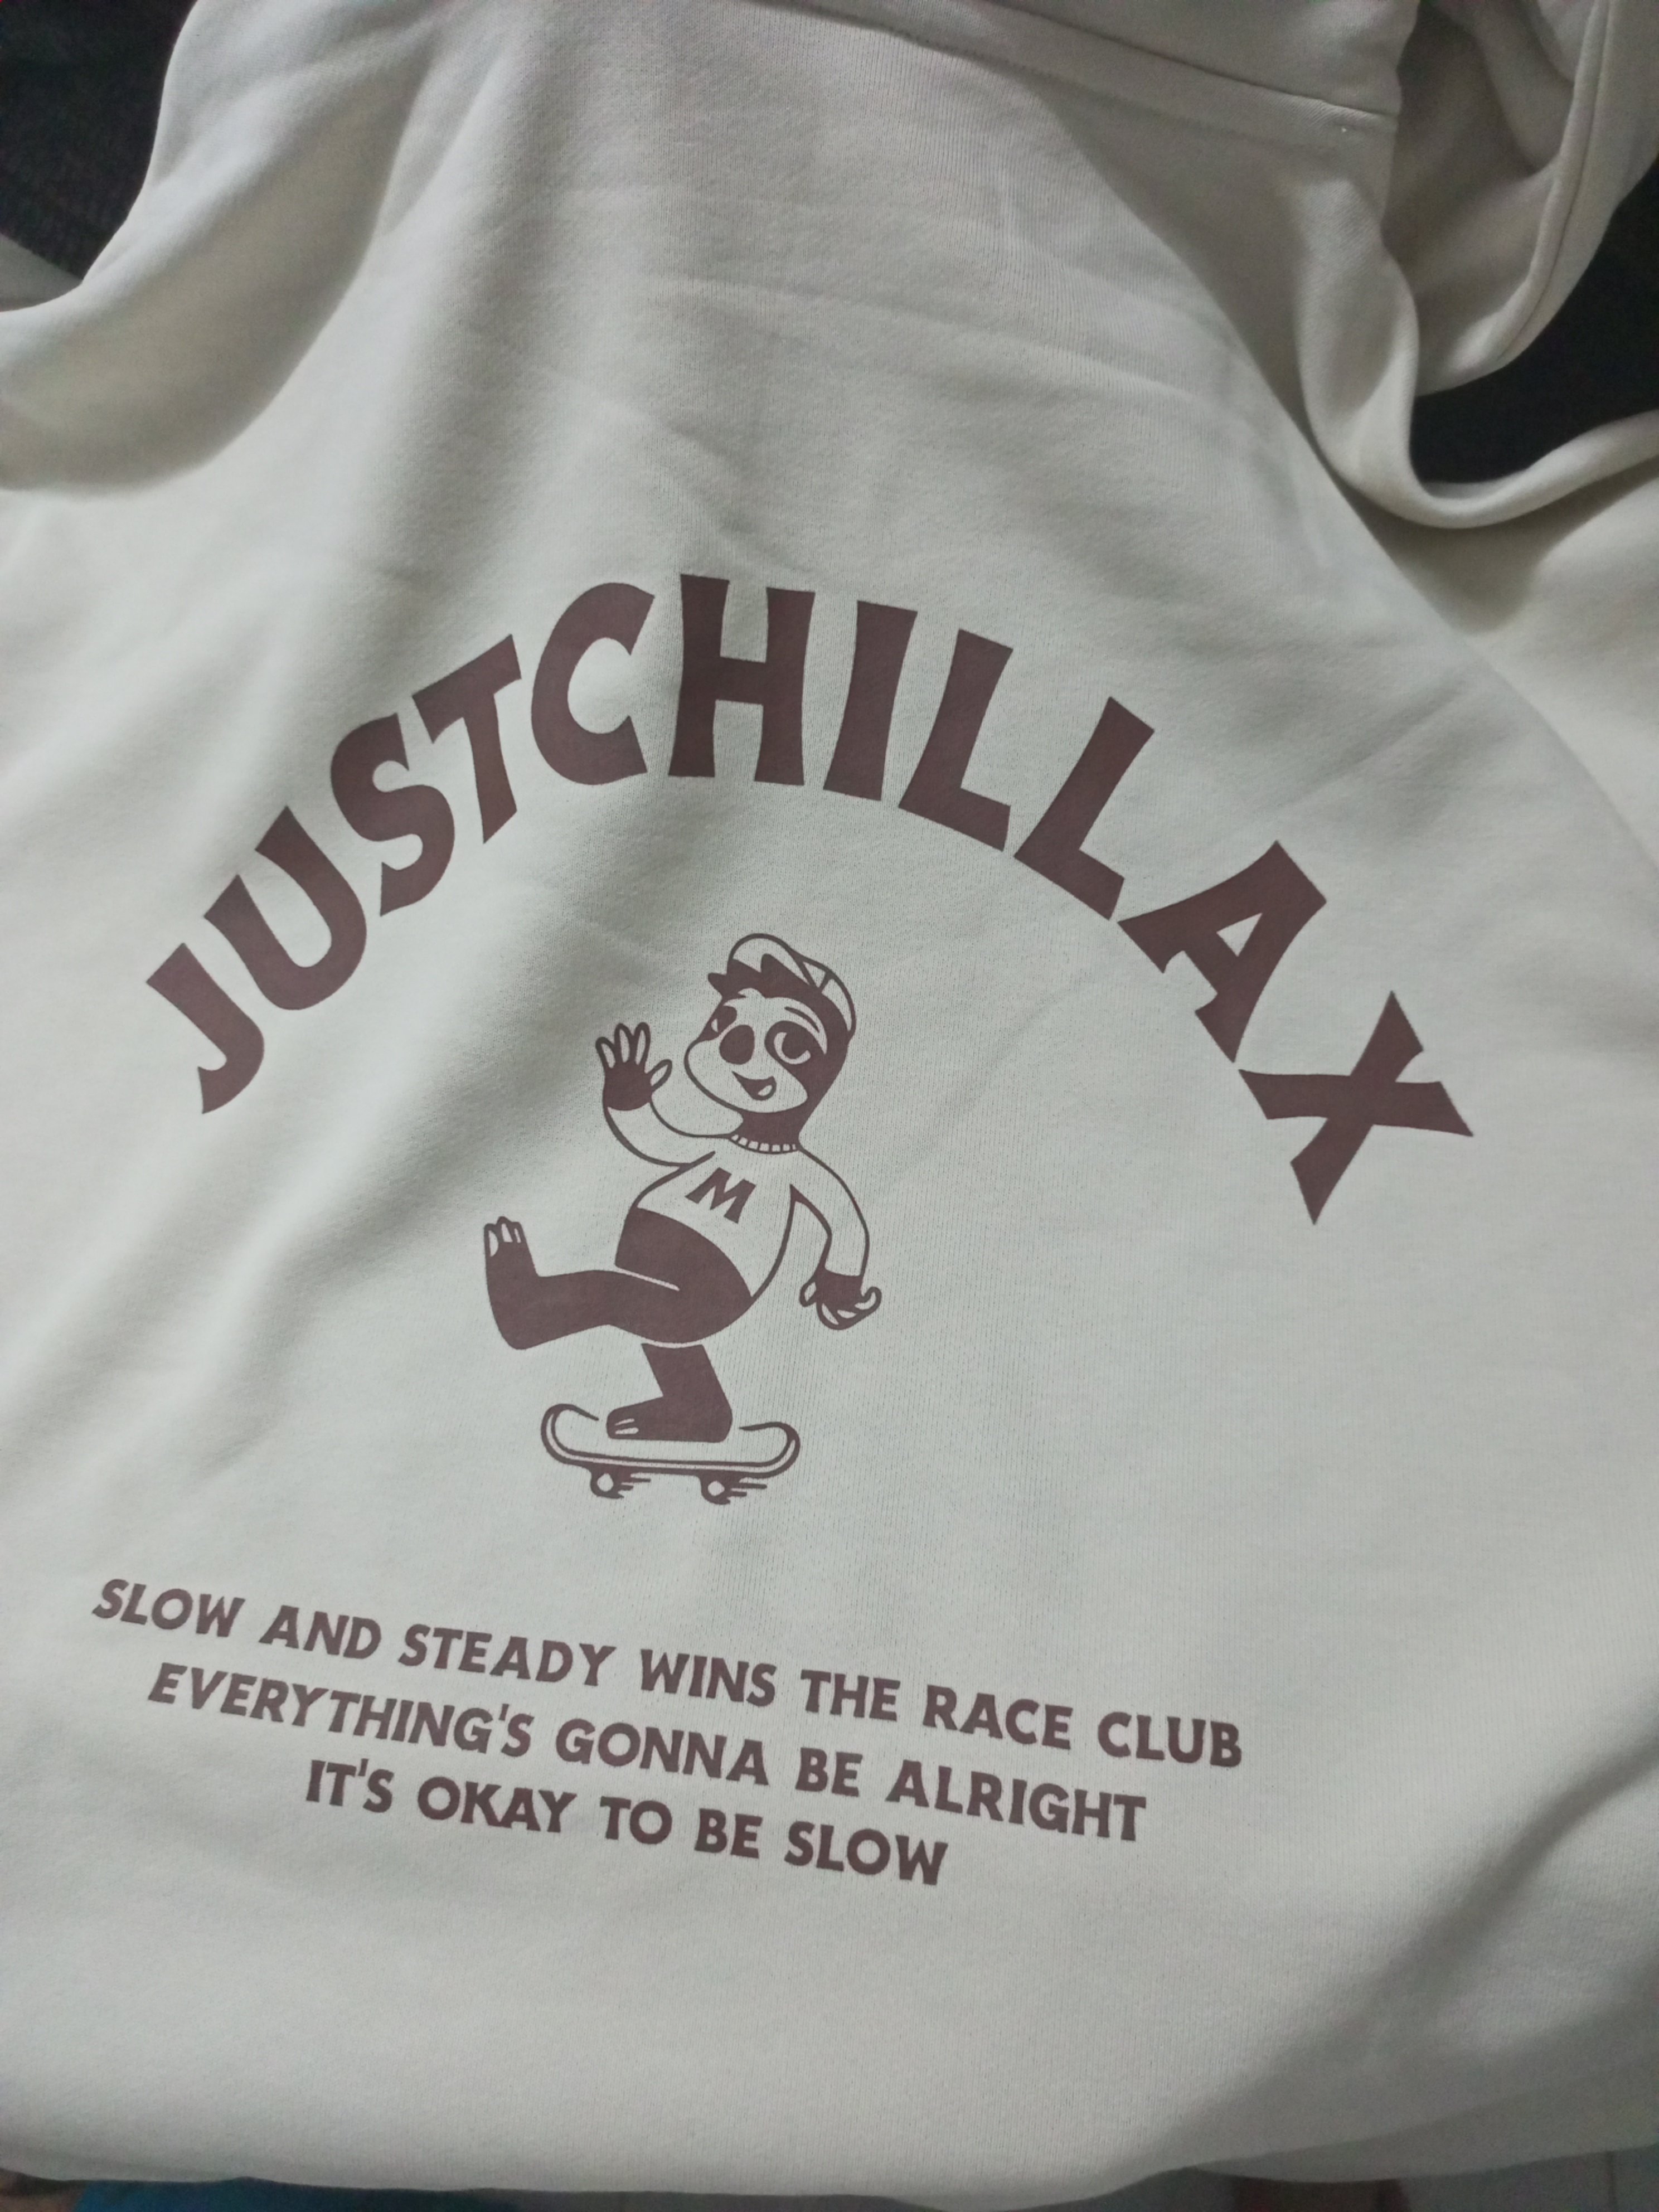 JUSTCHILLAX
M
SLOW AND STEADY WINS THE RACE CLUB
EVERYTHING'S GONNA BE ALRIGHT
IT'S OKAY TO BE SLOW